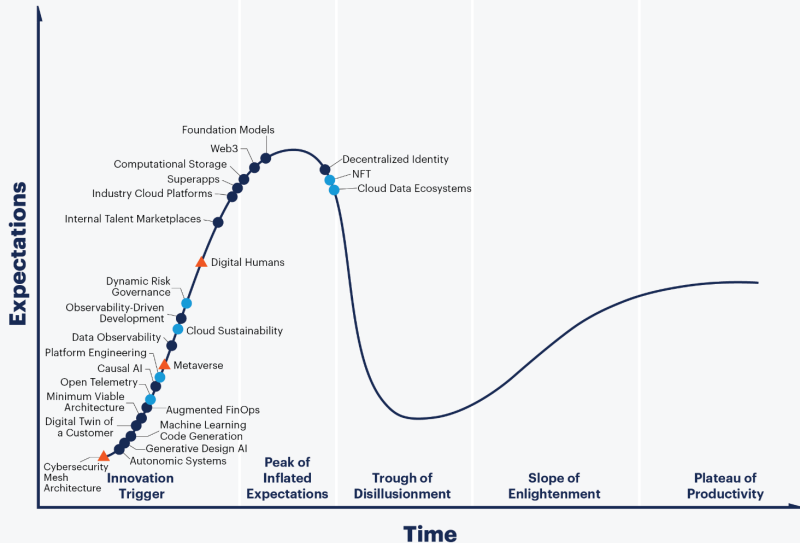 Expectations
Foundation Models
Web3
Computational Storage
Superapps
Industry Cloud Platforms
Internal Talent Marketplaces
Digital Humans
Dynamic Risk
Governance
Observability-Driven
Development
Cloud Sustainability
Data Observability
Platform Engineering
Metaverse
Causal AI
Open Telemetry
Minimum Viable
Architecture
Augmented FinOps
Digital Twin of
a Customer
Machine Learning
Code Generation
Generative Design AI
Autonomic Systems
Cybersecurity
Mesh
Architecture
Decentralized Identity
NFT
Cloud Data Ecosystems
Innovation
Trigger
Peak of
Inflated
Expectations
Trough of
Disillusionment
Slope of
Enlightenment
Plateau of
Productivity
Time